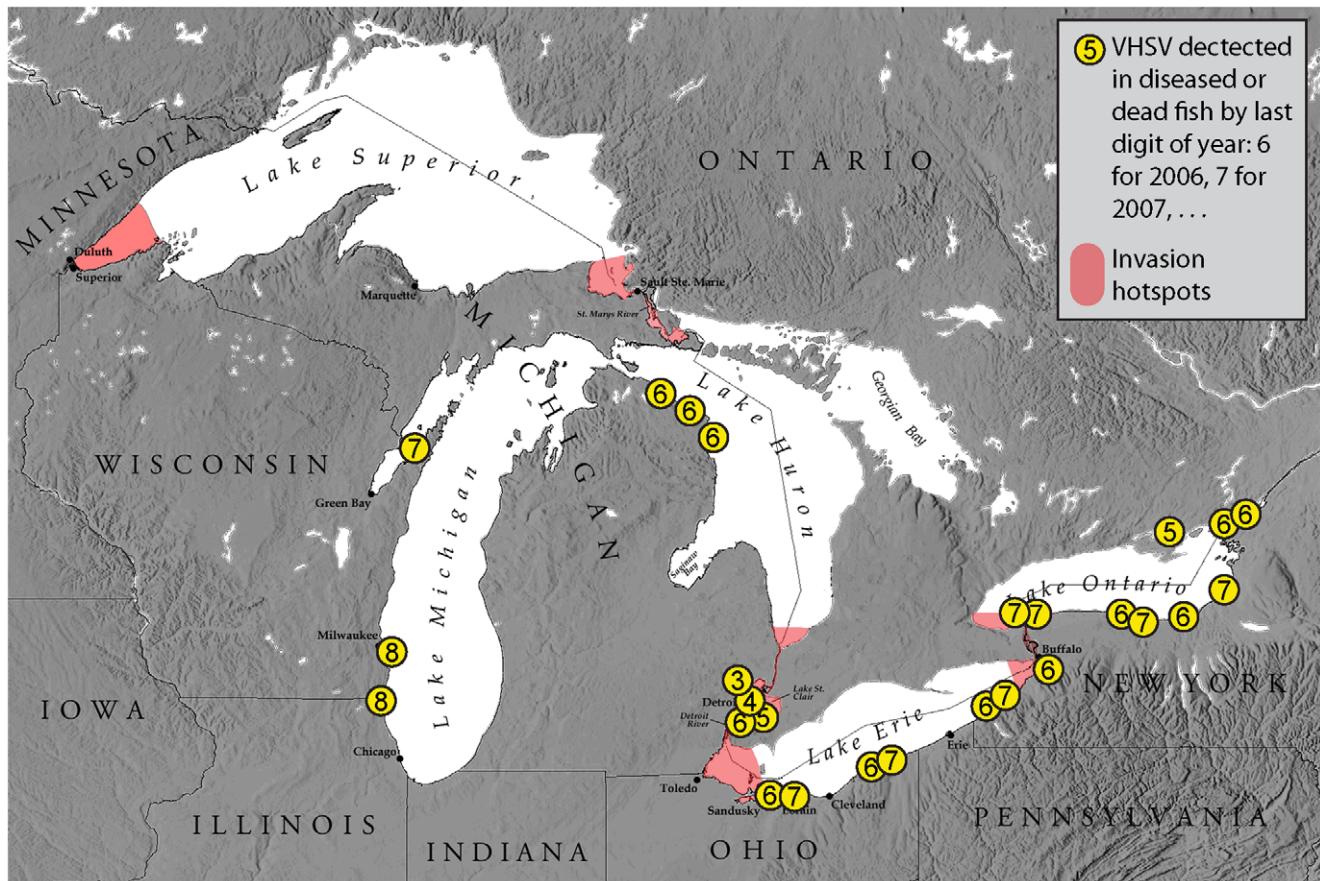 5 VHSV dectected
in diseased or
dead fish by last
digit of year: 6
for 2006, 7 for
2007, . . .
Invasion
hotspots
MINNESOTA
Lake Superior
ONTARIO
Duluth
Superior
Marquette
Sault Ste. Marie
St. Marys River
MICHIGAN
WISCONSIN
Green Bay
7
Lake Michigan
6
6
6
Lake Huron
Georgian Bay
Saginaw Bay
5
6
6
Lake Ontario
7
7
7
6
7
6
Milwaukee
8
8
Chicago
3
4
5
6
Detroit
Detroit
River
Lake St.
Clair
Buffalo
6
NEW YORK
6
7
Lake Erie
Erie
6
7
Toledo
Sandusky
6
7
Lorain
Cleveland
IOWA
ILLINOIS
INDIANA
OHIO
PENNSYLVANIA